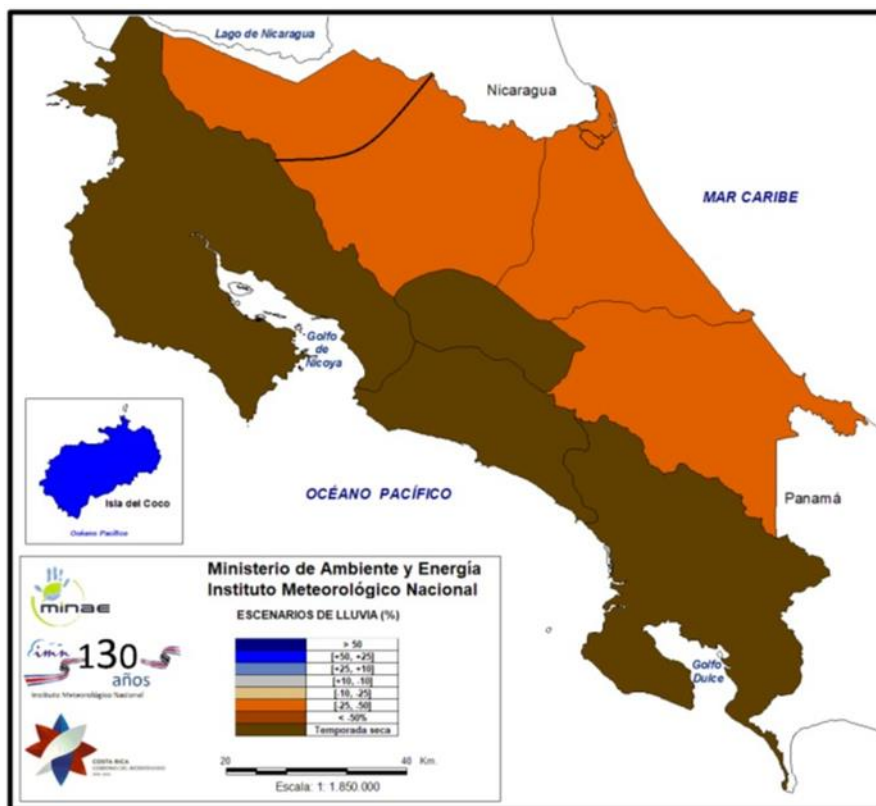 Lago de Nicaragua
Nicaragua
MAR CARIBE
Golfo
de
Nicoya
Isla del Coco
Océano Pacífico
OCÉANO PACÍFICO
Panamá
Golfo
Dulce
Ministerio de Ambiente y Energía
Instituto Meteorológico Nacional
ESCENARIOS DE LLUVIA (%)
> 50
[+50, +25]
[+25, +10]
[+10, -10]
[-10, -25]
[-25, -50]
< -50%
Temporada seca
minae
imn 130
años
Instituto Meteorológico Nacional
COSTA RICA
20 40 Km.
Escala: 1: 1.850.000